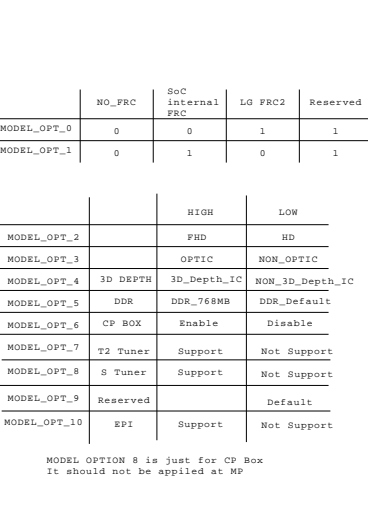 NO_FRC SoC internal FRC LG FRC2 Reserved
MODEL_OPT_0 0 0 1 1
MODEL_OPT_1 0 1 0 1
HIGH LOW
MODEL_OPT_2 FHD HD
MODEL_OPT_3 OPTIC NON_OPTIC
MODEL_OPT_4 3D DEPTH 3D_Depth_IC NON_3D_Depth_IC
MODEL_OPT_5 DDR DDR_768MB DDR_Default
MODEL_OPT_6 CP BOX Enable Disable
MODEL_OPT_7 T2 Tuner Support Not Support
MODEL_OPT_8 S Tuner Support Not Support
MODEL_OPT_9 Reserved Default
MODEL_OPT_10 EPI Support Not Support
MODEL OPTION 8 is just for CP Box
It should not be appiled at MP